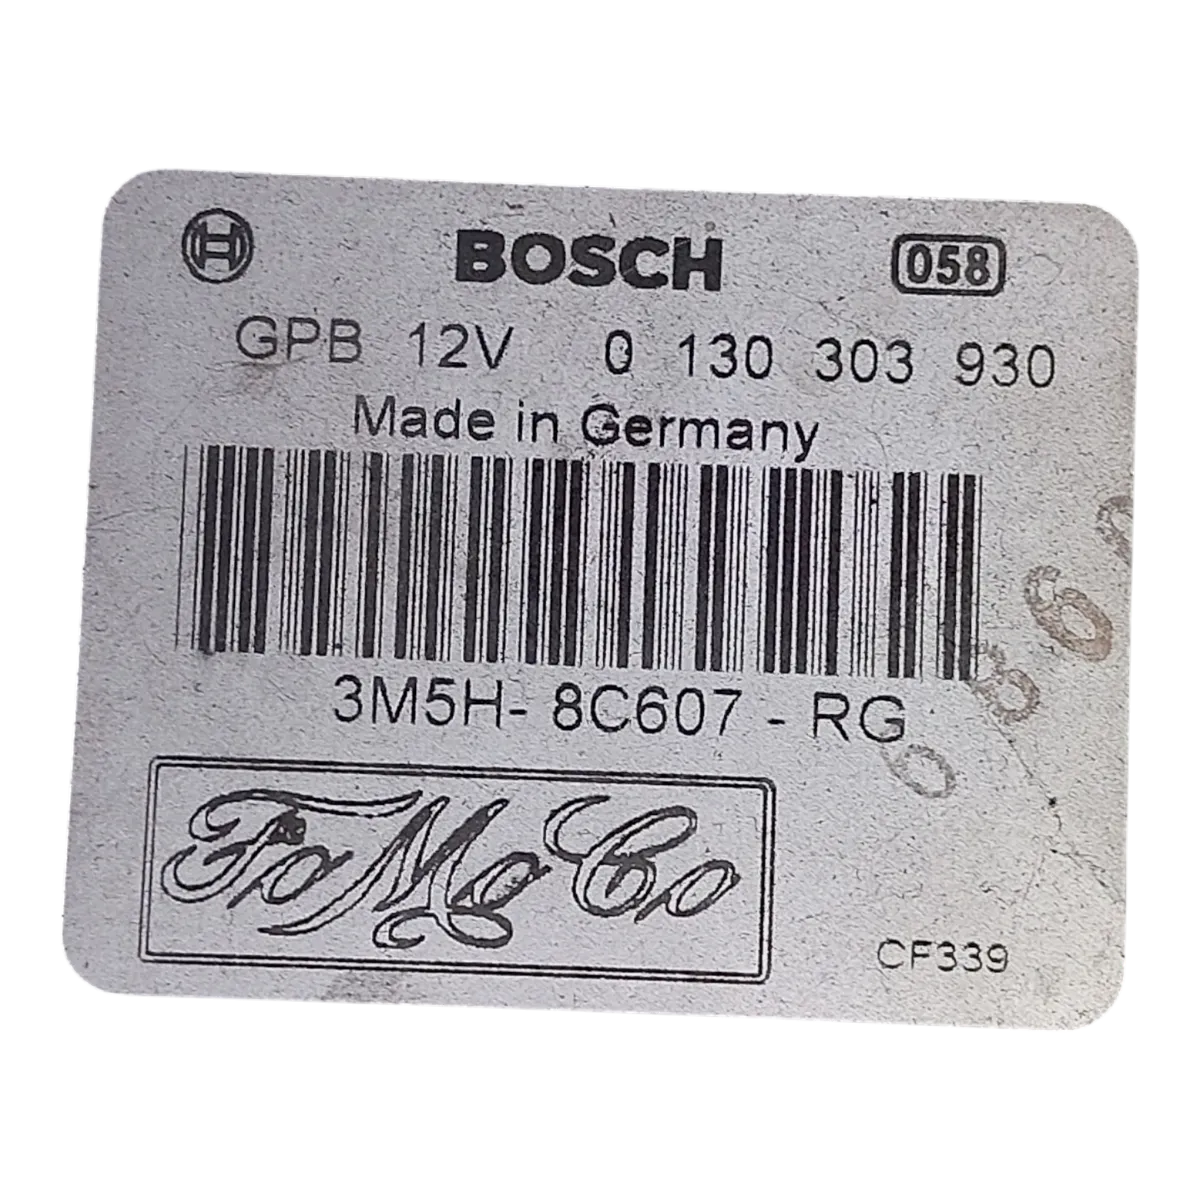 BOSCH 058
GPB 12V 0 130 303 930
Made in Germany
3M5H- 8C607 - RG
FoMoCo
CF339